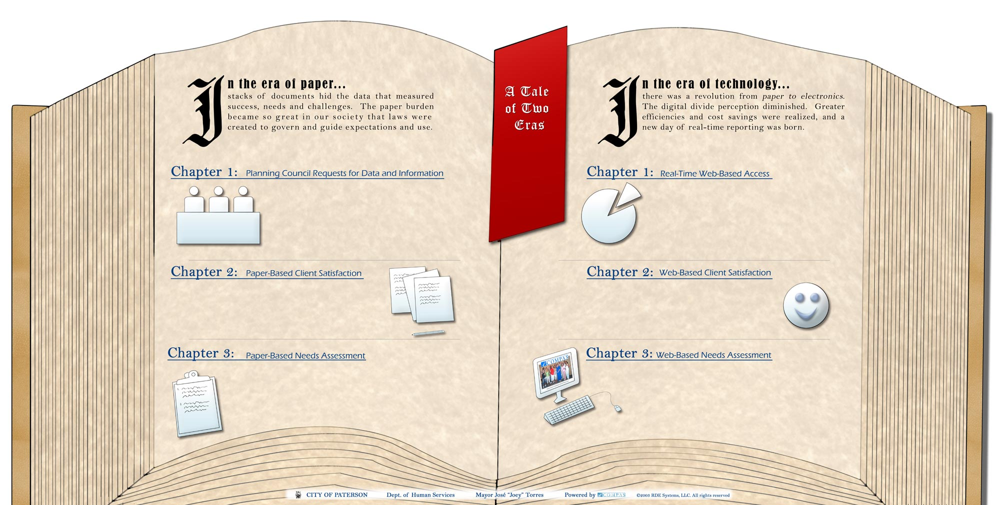 In the era of paper...
stacks of documents hid the data that measured
success, needs and challenges. The paper burden
became so great in our society that laws were
created to govern and guide expectations and use.
Chapter 1: Planning Council Requests for Data and Information
Chapter 2: Paper-Based Client Satisfaction
Chapter 3: Paper-Based Needs Assessment
1.
2.
A Tale
of Two
Eras
In the era of technology...
there was a revolution from paper to electronics.
The digital divide perception diminished. Greater
efficiencies and cost savings were realized, and a
new day of real-time reporting was born.
Chapter 1: Real-Time Web-Based Access
Chapter 2: Web-Based Client Satisfaction
Chapter 3: Web-Based Needs Assessment
COMPAS
CITY OF PATERSON Dept. of Human Services Mayor José "Joey" Torres Powered by COMPAS ©2003 RDE Systems, LLC. All rights reserved